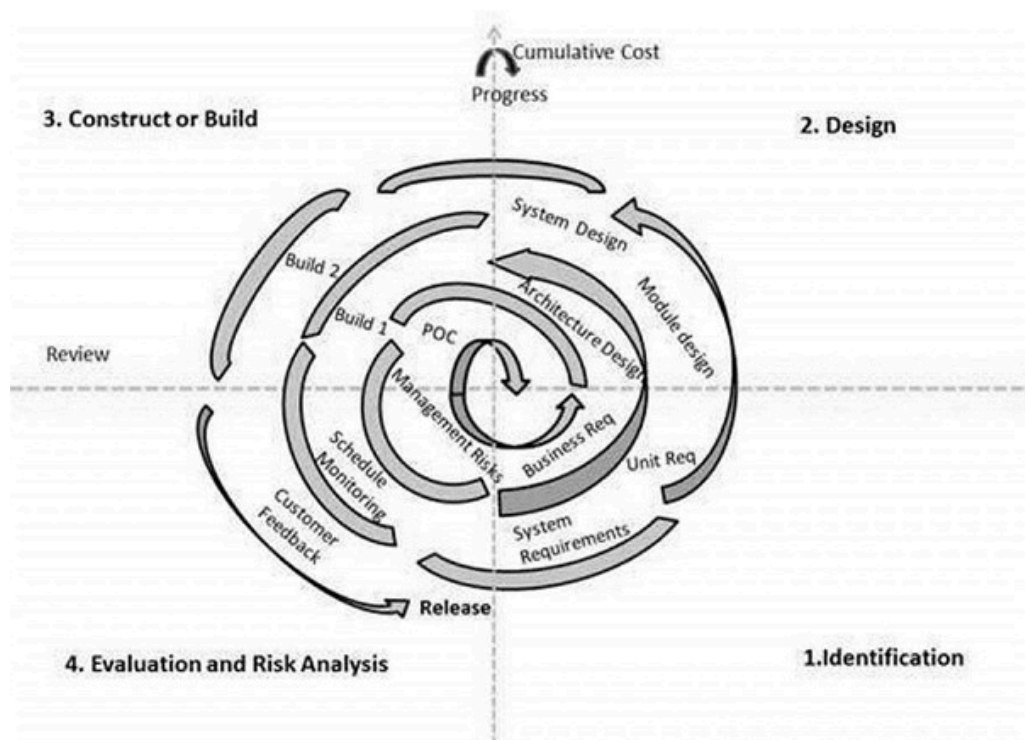 Cumulative Cost
Progress
3. Construct or Build
2. Design
System Design
Build 2
Module design
Architecture Design
Build 1
POC
Review
Management Risks
Business Req
Unit Req
Schedule
Monitoring
System
Requirements
Customer
Feedback
Release
4. Evaluation and Risk Analysis
1.Identification